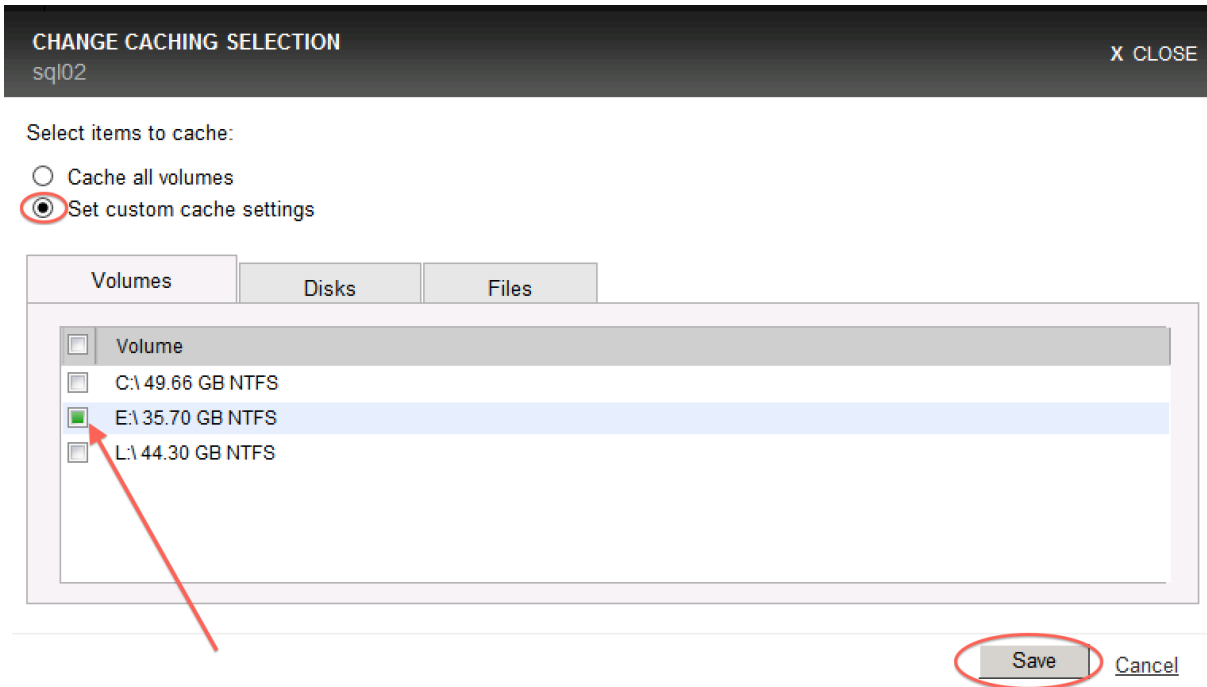 CHANGE CACHING SELECTION
sql02
X CLOSE
Select items to cache:
Cache all volumes
Set custom cache settings
Volumes
Disks
Files
Volume
C:\ 49.66 GB NTFS
E:\ 35.70 GB NTFS
L:\ 44.30 GB NTFS
Save
Cancel